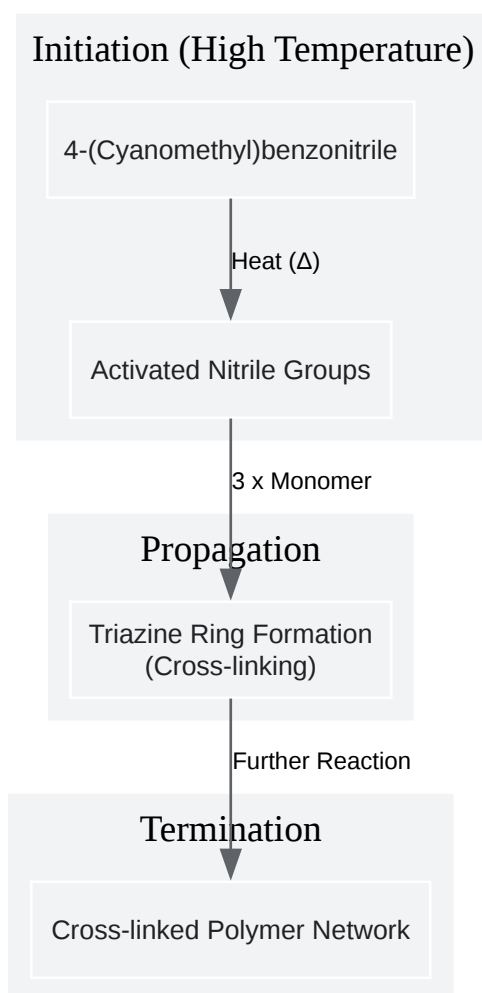 Initiation (High Temperature)
4-(Cyanomethyl)benzonitrile
Heat (Δ)
Activated Nitrile Groups
3 x Monomer
Propagation
Triazine Ring Formation
(Cross-linking)
Further Reaction
Termination
Cross-linked Polymer Network